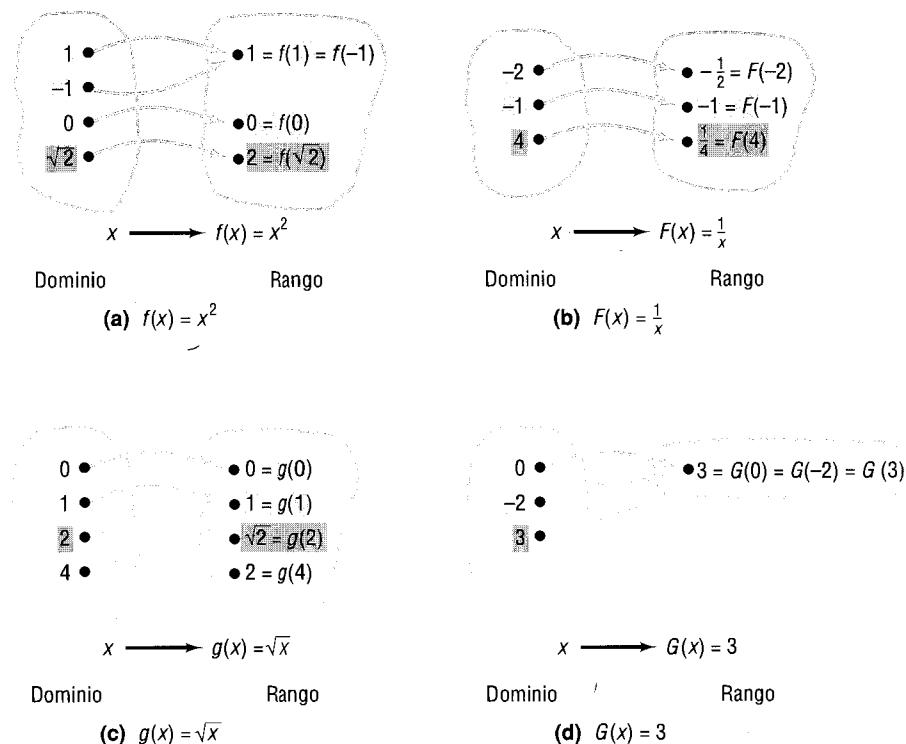 1 1 = f(1) = f(−1)
−1
0 0 = f(0)
√2 2 = f(√2)
x f(x) = x²
Dominio Rango
(a) f(x) = x²
−2 −1/2 = F(−2)
−1 −1 = F(−1)
4 1/4 = F(4)
x F(x) = 1/x
Dominio Rango
(b) F(x) = 1/x
0 0 = g(0)
1 1 = g(1)
2 √2 = g(2)
4 2 = g(4)
x g(x) = √x
Dominio Rango
(c) g(x) = √x
0 3 = G(0) = G(−2) = G (3)
−2
3
x G(x) = 3
Dominio Rango
(d) G(x) = 3